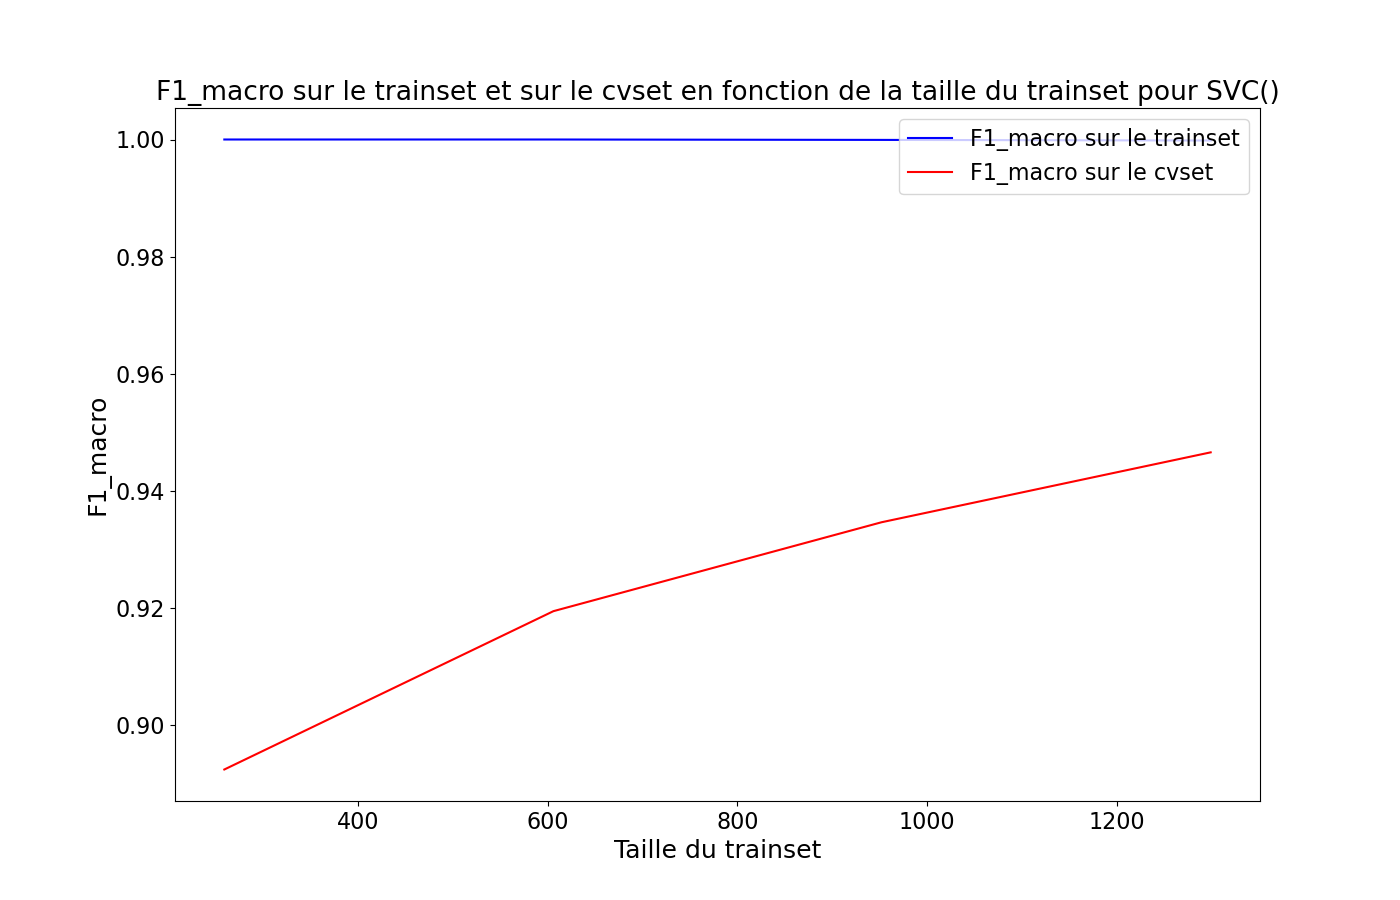 F1_macro sur le trainset et sur le cvset en fonction de la taille du trainset pour SVC()
F1_macro sur le trainset
F1_macro sur le cvset
1.00
0.98
0.96
0.94
0.92
0.90
F1_macro
400
600
800
1000
1200
Taille du trainset